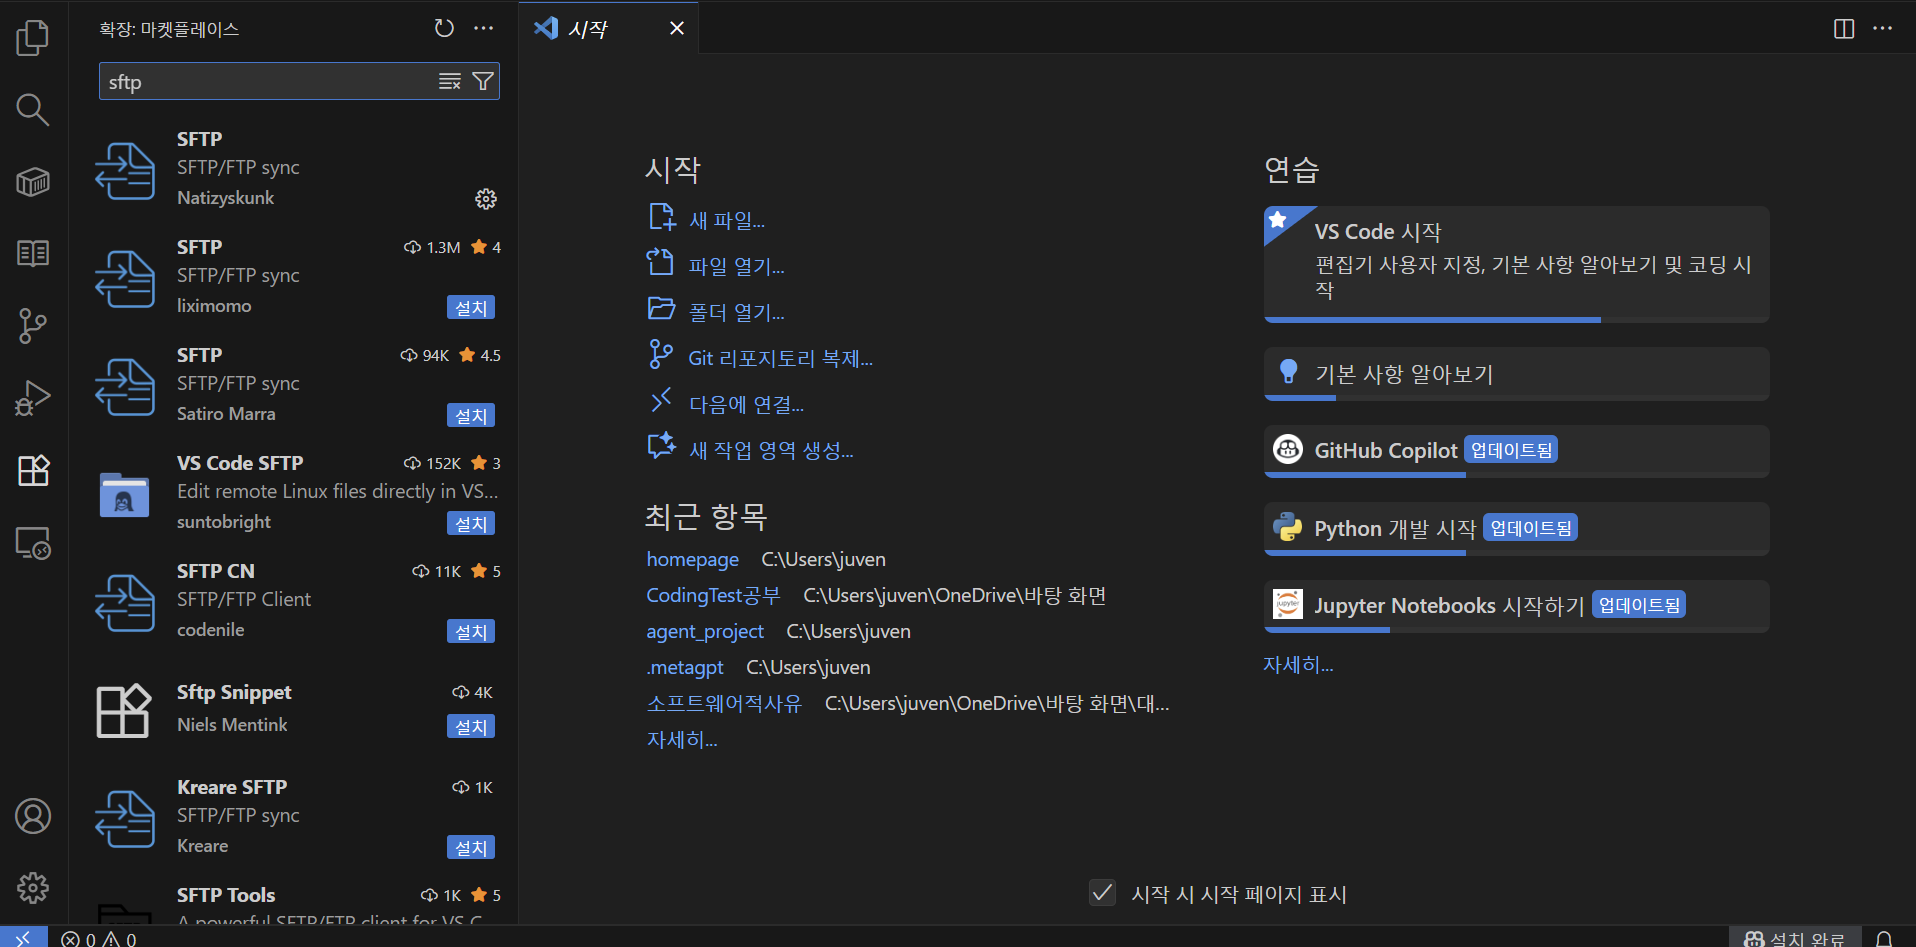 확장: 마켓플레이스
sftp
SFTP
SFTP/FTP sync
Natizyskunk
SFTP 1.3M 4
SFTP/FTP sync
liximomo 설치
SFTP 94K 4.5
SFTP/FTP sync
Satiro Marra 설치
VS Code SFTP 152K 3
Edit remote Linux files directly in VS...
suntobright 설치
SFTP CN 11K 5
SFTP/FTP Client
codenile 설치
Sftp Snippet 4K
Niels Mentink 설치
Kreare SFTP 1K
SFTP/FTP sync
Kreare 설치
SFTP Tools 1K 5
A powerful SFTP/FTP client for VS C...
시작
시작
새 파일...
파일 열기...
폴더 열기...
Git 리포지토리 복제...
다음에 연결...
새 작업 영역 생성...
최근 항목
homepage C:\Users\juven
CodingTest공부 C:\Users\juven\OneDrive\바탕 화면
agent_project C:\Users\juven
.metagpt C:\Users\juven
소프트웨어적사유 C:\Users\juven\OneDrive\바탕 화면\대...
자세히...
연습
VS Code 시작
편집기 사용자 지정, 기본 사항 알아보기 및 코딩 시
작
기본 사항 알아보기
GitHub Copilot 업데이트됨
Python 개발 시작 업데이트됨
jupyter Jupyter Notebooks 시작하기 업데이트됨
자세히...
시작 시 시작 페이지 표시
0 0
설치 완료